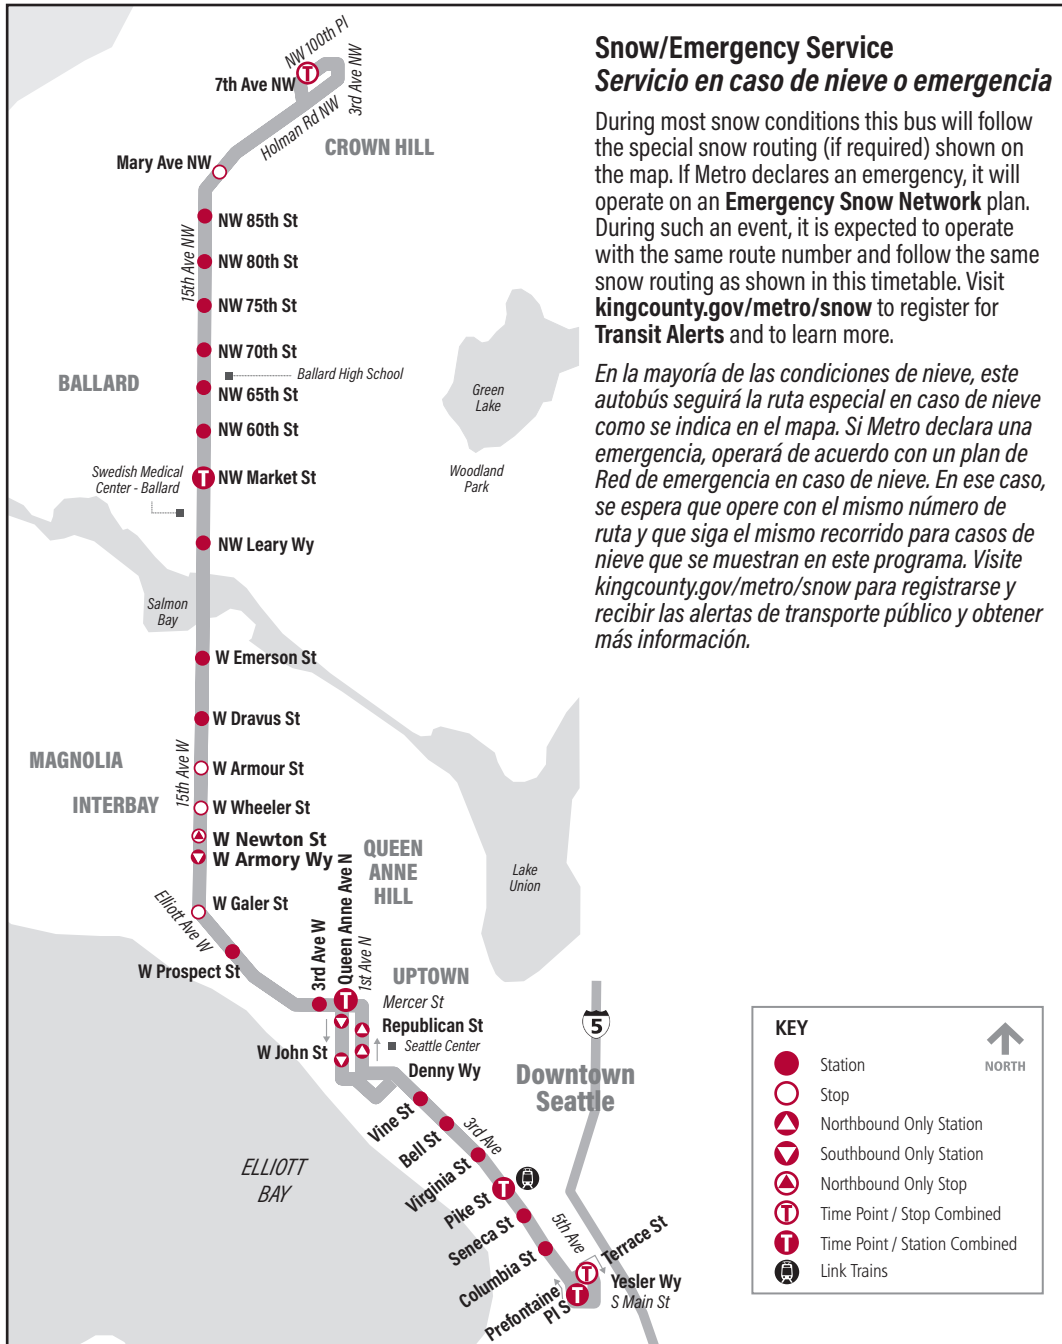 Snow/Emergency Service
Servicio en caso de nieve o emergencia
During most snow conditions this bus will follow
the special snow routing (if required) shown on
the map. If Metro declares an emergency, it will
operate on an Emergency Snow Network plan.
During such an event, it is expected to operate
with the same route number and follow the same
snow routing as shown in this timetable. Visit
kingcounty.gov/metro/snow to register for
Transit Alerts and to learn more.
En la mayoría de las condiciones de nieve, este
autobús seguirá la ruta especial en caso de nieve
como se indica en el mapa. Si Metro declara una
emergencia, operará de acuerdo con un plan de
Red de emergencia en caso de nieve. En ese caso,
se espera que opere con el mismo número de
ruta y que siga el mismo recorrido para casos de
nieve que se muestran en este programa. Visite
kingcounty.gov/metro/snow para registrarse y
recibir las alertas de transporte público y obtener
más información.
NW 100th Pl
T
7th Ave NW
3rd Ave NW
Holman Rd NW
CROWN HILL
Mary Ave NW
NW 85th St
15th Ave NW
NW 80th St
NW 75th St
NW 70th St
Ballard High School
BALLARD
NW 65th St
Green
Lake
NW 60th St
Swedish Medical
Center - Ballard
T
NW Market St
Woodland
Park
NW Leary Wy
Salmon
Bay
W Emerson St
W Dravus St
MAGNOLIA
15th Ave W
W Armour St
INTERBAY
W Wheeler St
W Newton St
W Armory Wy
QUEEN
ANNE
HILL
Lake
Union
W Galer St
Elliott Ave W
W Prospect St
3rd Ave W
Queen Anne Ave N
1st Ave N
UPTOWN
T
Mercer St
Republican St
Seattle Center
W John St
Denny Wy
5
Downtown
Seattle
Vine St
Bell St
3rd Ave
Virginia St
ELLIOTT
BAY
Pike St
T
Seneca St
Columbia St
5th Ave
Terrace St
T
Yesler Wy
S Main St
T
Prefontaine
Pl S
KEY
NORTH
Station
Stop
Northbound Only Station
Southbound Only Station
Northbound Only Stop
T Time Point / Stop Combined
T Time Point / Station Combined
Link Trains